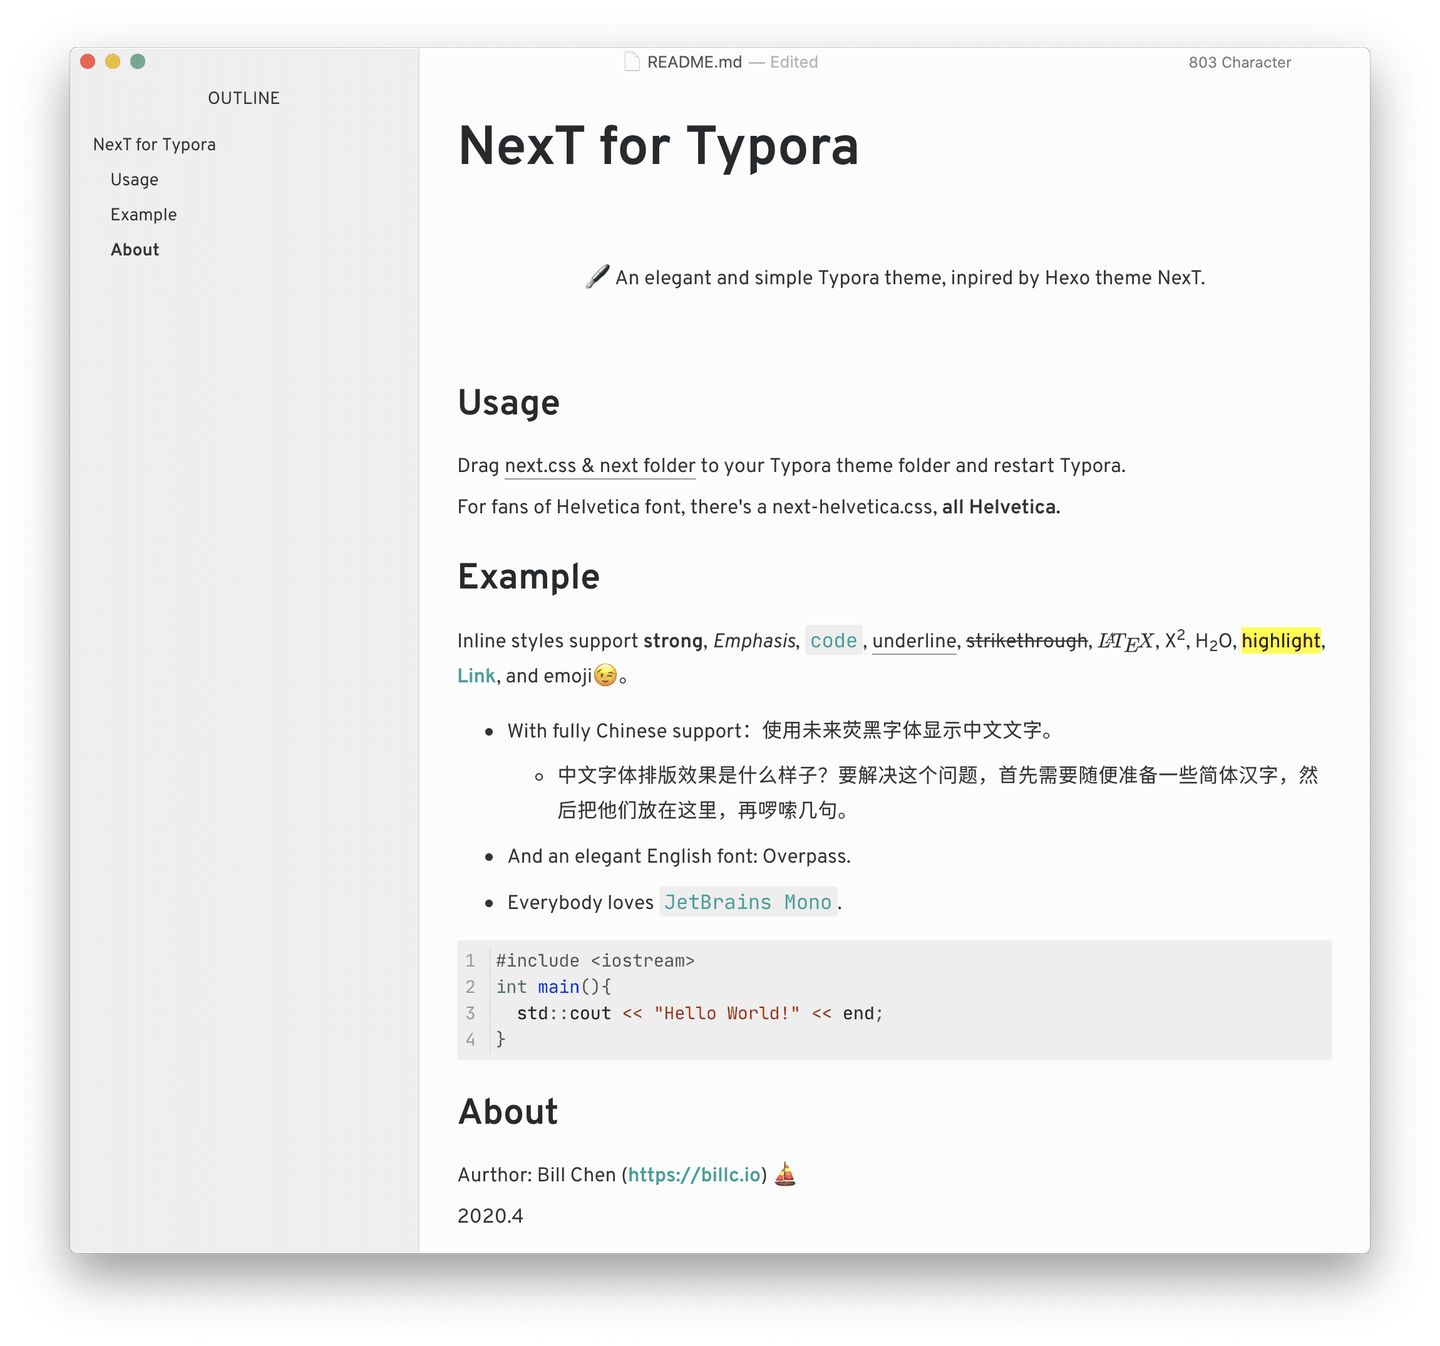 README.md — Edited
803 Character
OUTLINE
NexT for Typora
Usage
Example
About
NexT for Typora
🖋 An elegant and simple Typora theme, inpired by Hexo theme NexT.
Usage
Drag next.css & next folder to your Typora theme folder and restart Typora.
For fans of Helvetica font, there's a next-helvetica.css, all Helvetica.
Example
Inline styles support strong, Emphasis, code, underline, strikethrough, LATEX, X², H₂O, highlight,
Link, and emoji😉。
• With fully Chinese support：使用未来荧黑字体显示中文文字。
◦ 中文字体排版效果是什么样子？要解决这个问题，首先需要随便准备一些简体汉字，然
后把他们放在这里，再啰嗦几句。
• And an elegant English font: Overpass.
• Everybody loves JetBrains Mono.
1 #include <iostream>
2 int main(){
3   std::cout << "Hello World!" << end;
4 }
About
Aurthor: Bill Chen (https://billc.io) ⛵
2020.4